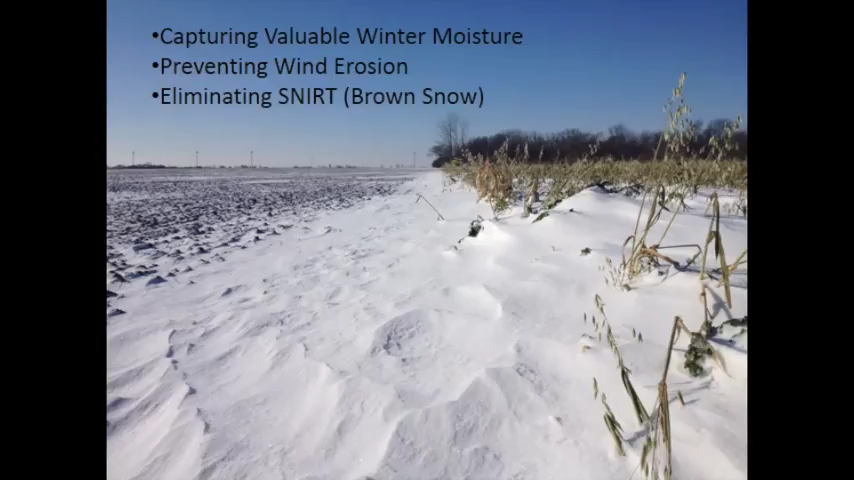 •Capturing Valuable Winter Moisture
•Preventing Wind Erosion
•Eliminating SNIRT (Brown Snow)